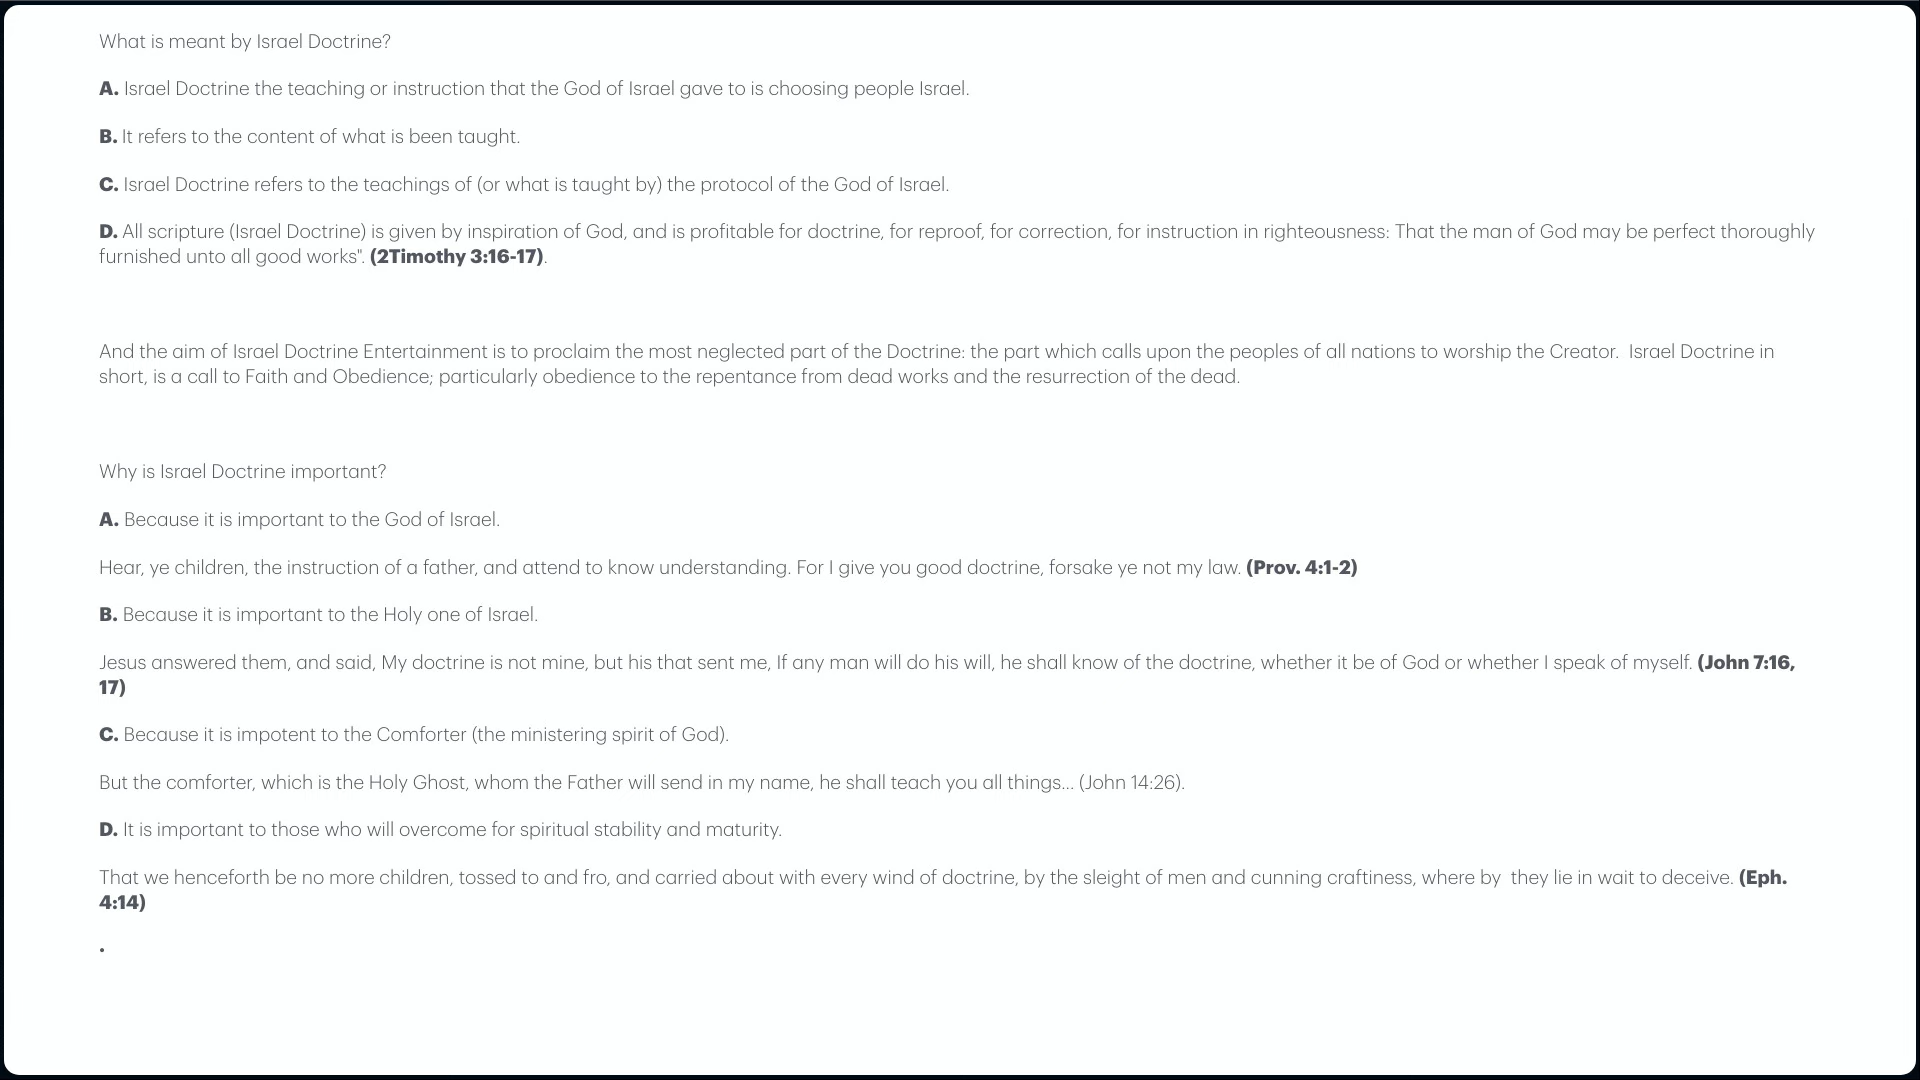 What is meant by Israel Doctrine?
A. Israel Doctrine the teaching or instruction that the God of Israel gave to is choosing people Israel.
B. It refers to the content of what is been taught.
C. Israel Doctrine refers to the teachings of (or what is taught by) the protocol of the God of Israel.
D. All scripture (Israel Doctrine) is given by inspiration of God, and is profitable for doctrine, for reproof, for correction, for instruction in righteousness: That the man of God may be perfect thoroughly
furnished unto all good works". (2Timothy 3:16-17).
And the aim of Israel Doctrine Entertainment is to proclaim the most neglected part of the Doctrine: the part which calls upon the peoples of all nations to worship the Creator.  Israel Doctrine in
short, is a call to Faith and Obedience; particularly obedience to the repentance from dead works and the resurrection of the dead.
Why is Israel Doctrine important?
A. Because it is important to the God of Israel.
Hear, ye children, the instruction of a father, and attend to know understanding. For I give you good doctrine, forsake ye not my law. (Prov. 4:1-2)
B. Because it is important to the Holy one of Israel.
Jesus answered them, and said, My doctrine is not mine, but his that sent me, If any man will do his will, he shall know of the doctrine, whether it be of God or whether I speak of myself. (John 7:16,
17)
C. Because it is impotent to the Comforter (the ministering spirit of God).
But the comforter, which is the Holy Ghost, whom the Father will send in my name, he shall teach you all things... (John 14:26).
D. It is important to those who will overcome for spiritual stability and maturity.
That we henceforth be no more children, tossed to and fro, and carried about with every wind of doctrine, by the sleight of men and cunning craftiness, where by  they lie in wait to deceive. (Eph.
4:14)
.